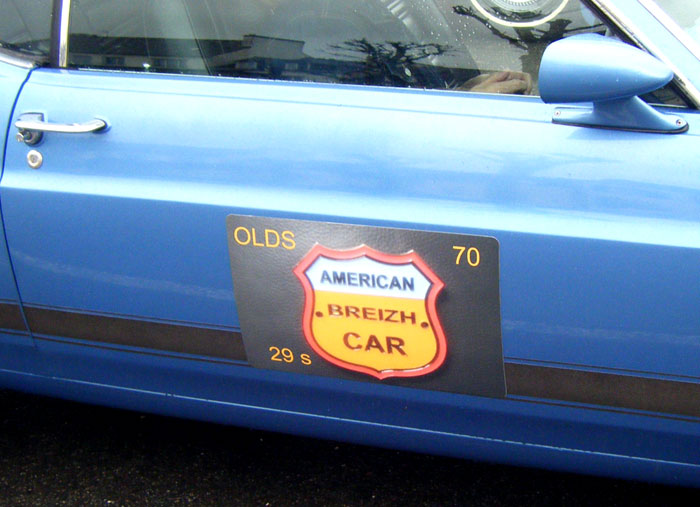 OLDS 70
AMERICAN
BREIZH
CAR
29 s